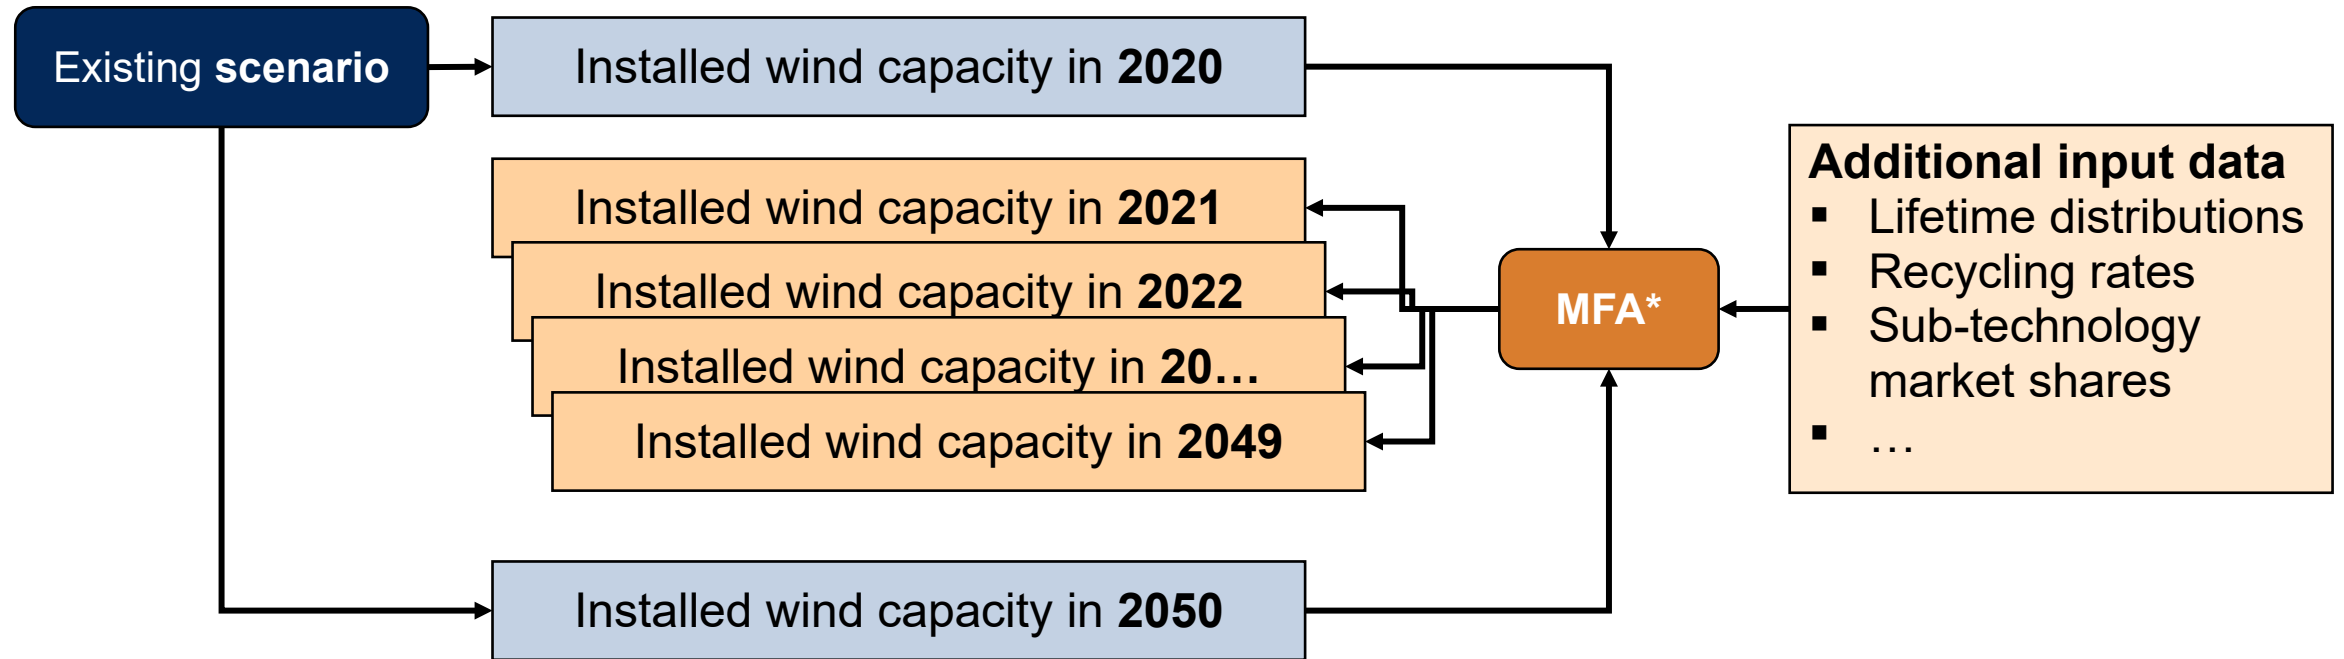 Existing scenario
Installed wind capacity in 2020
Installed wind capacity in 2021
Installed wind capacity in 2022
Installed wind capacity in 20…
Installed wind capacity in 2049
Installed wind capacity in 2050
MFA*
Additional input data
▪ Lifetime distributions
▪ Recycling rates
▪ Sub-technology
market shares
▪ …